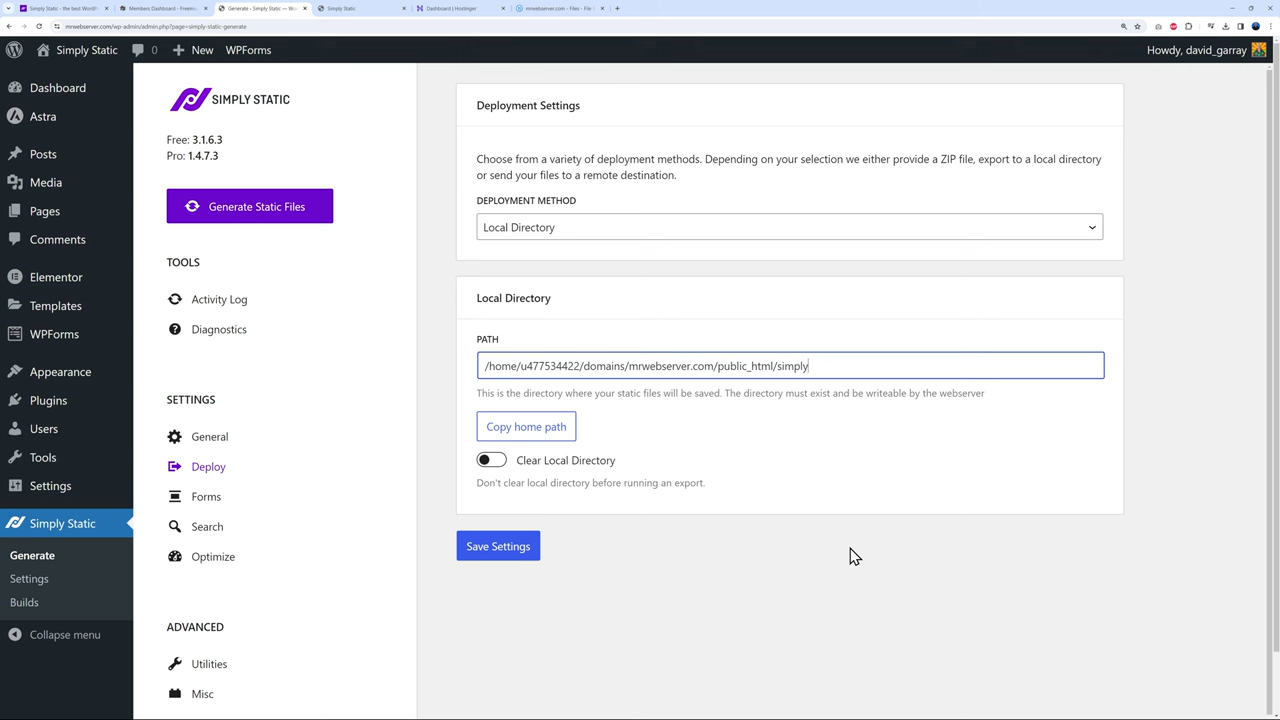 Simply Static - the best WordP
Members Dashboard - Freemi
Generate ‹ Simply Static — Wo
Simply Static
Dashboard | Hostinger
mrwebserver.com - Files - File
mrwebserver.com/wp-admin/admin.php?page=simply-static-generate
Simply Static
0
New
WPForms
Howdy, david_garray
Dashboard
Astra
Posts
Media
Pages
Comments
Elementor
Templates
WPForms
Appearance
Plugins
Users
Tools
Settings
Simply Static
Generate
Settings
Builds
Collapse menu
SIMPLY STATIC
Free: 3.1.6.3
Pro: 1.4.7.3
Generate Static Files
TOOLS
Activity Log
Diagnostics
SETTINGS
General
Deploy
Forms
Search
Optimize
ADVANCED
Utilities
Misc
Deployment Settings
Choose from a variety of deployment methods. Depending on your selection we either provide a ZIP file, export to a local directory
or send your files to a remote destination.
DEPLOYMENT METHOD
Local Directory
Local Directory
PATH
/home/u477534422/domains/mrwebserver.com/public_html/simply
This is the directory where your static files will be saved. The directory must exist and be writeable by the webserver
Copy home path
Clear Local Directory
Don't clear local directory before running an export.
Save Settings